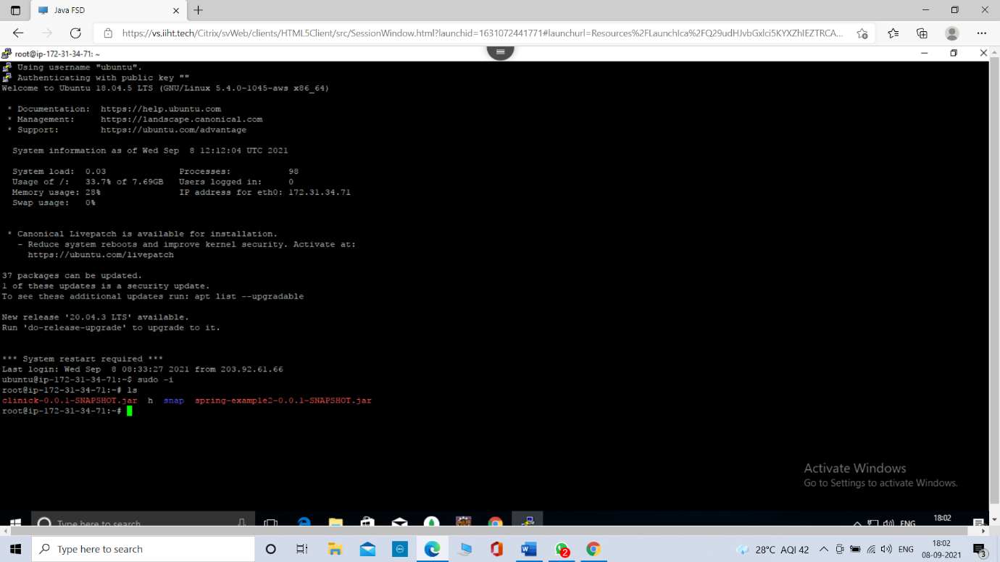 Java FSD
https://vs.iiht.tech/Citrix/svWeb/clients/HTML5Client/src/SessionWindow.html?launchid=1631072441771#launchurl=Resources%2FLaunchIca%2FQ29udHJvbGxlci5KYXZhIEZTRCA...
root@ip-172-31-34-71: ~
Using username "ubuntu".
Authenticating with public key ""
Welcome to Ubuntu 18.04.5 LTS (GNU/Linux 5.4.0-1045-aws x86_64)
* Documentation: https://help.ubuntu.com
* Management: https://landscape.canonical.com
* Support: https://ubuntu.com/advantage
System information as of Wed Sep 8 12:12:04 UTC 2021
System load: 0.03 Processes: 98
Usage of /: 33.7% of 7.69GB Users logged in: 0
Memory usage: 28% IP address for eth0: 172.31.34.71
Swap usage: 0%
* Canonical Livepatch is available for installation.
- Reduce system reboots and improve kernel security. Activate at:
https://ubuntu.com/livepatch
37 packages can be updated.
1 of these updates is a security update.
To see these additional updates run: apt list --upgradable
New release '20.04.3 LTS' available.
Run 'do-release-upgrade' to upgrade to it.
*** System restart required ***
Last login: Wed Sep 8 08:33:27 2021 from 203.92.61.66
ubuntu@ip-172-31-34-71:~$ sudo -i
root@ip-172-31-34-71:~# ls
clinick-0.0.1-SNAPSHOT.jar h snap spring-example2-0.0.1-SNAPSHOT.jar
root@ip-172-31-34-71:~#
Activate Windows
Go to Settings to activate Windows.
Type here to search
ENG
18:02
Type here to search
2
28°C AQI 42
ENG
18:02
08-09-2021
3